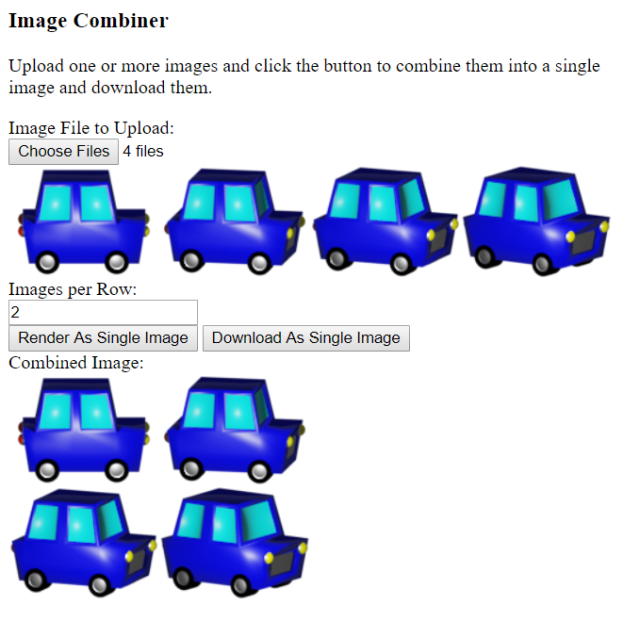 Image Combiner
Upload one or more images and click the button to combine them into a single
image and download them.
Image File to Upload:
Choose Files 4 files
Images per Row:
2
Render As Single Image Download As Single Image
Combined Image: